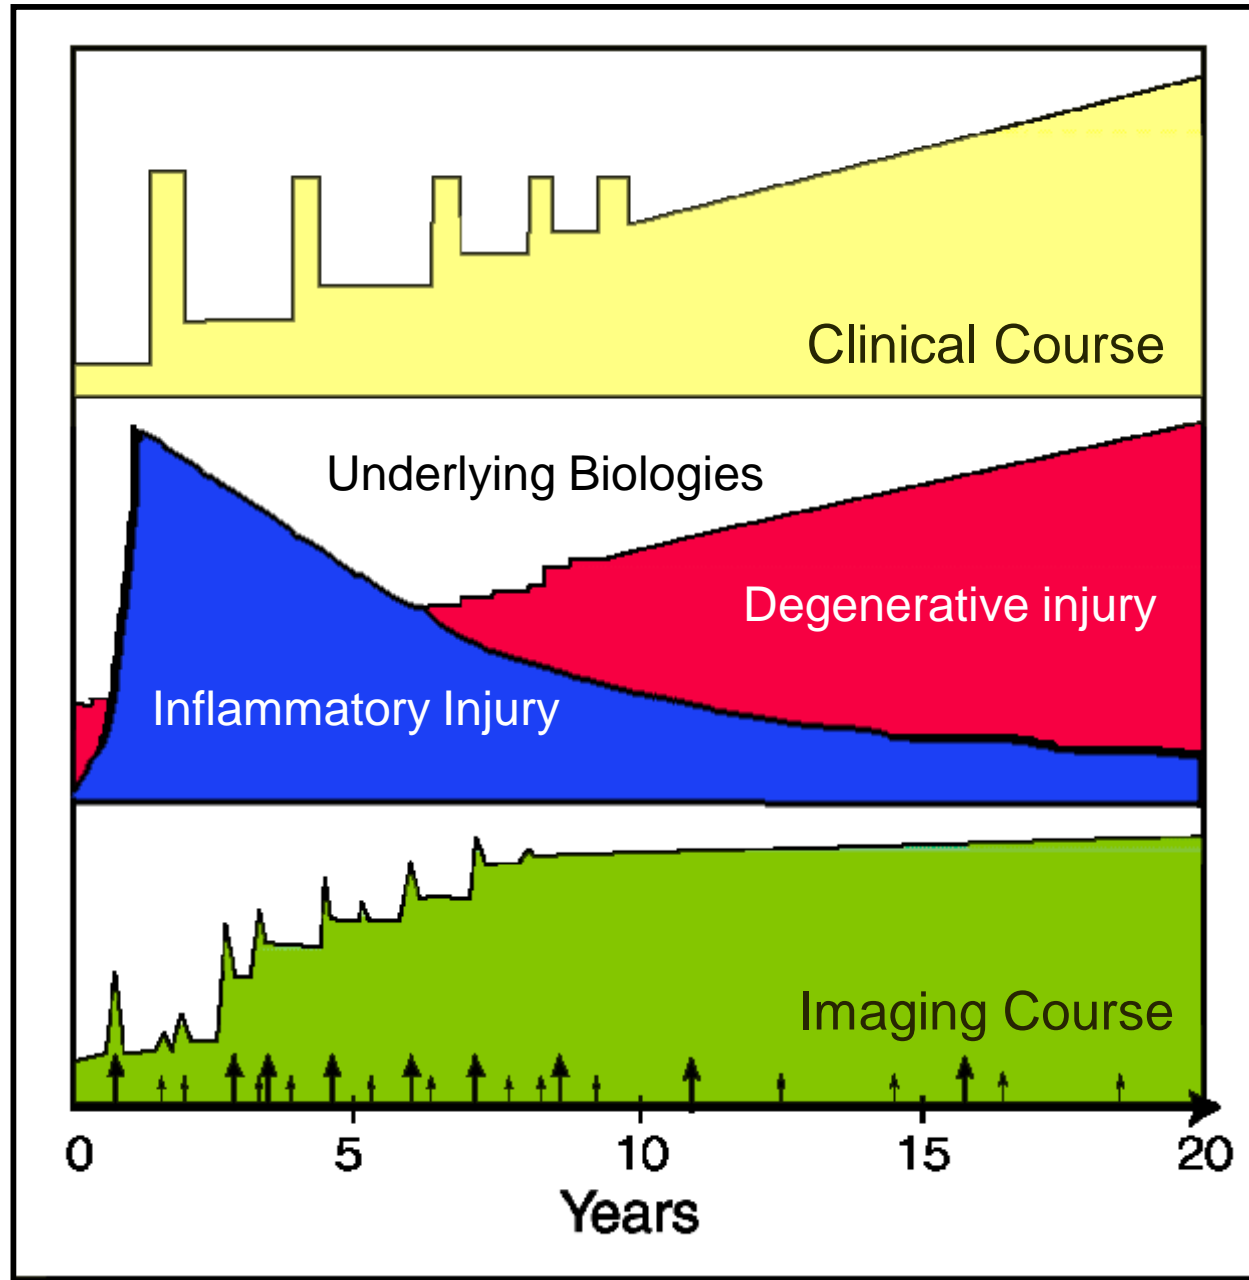 Clinical Course
Underlying Biologies
Degenerative injury
Inflammatory Injury
Imaging Course
0 5 10 15 20
Years